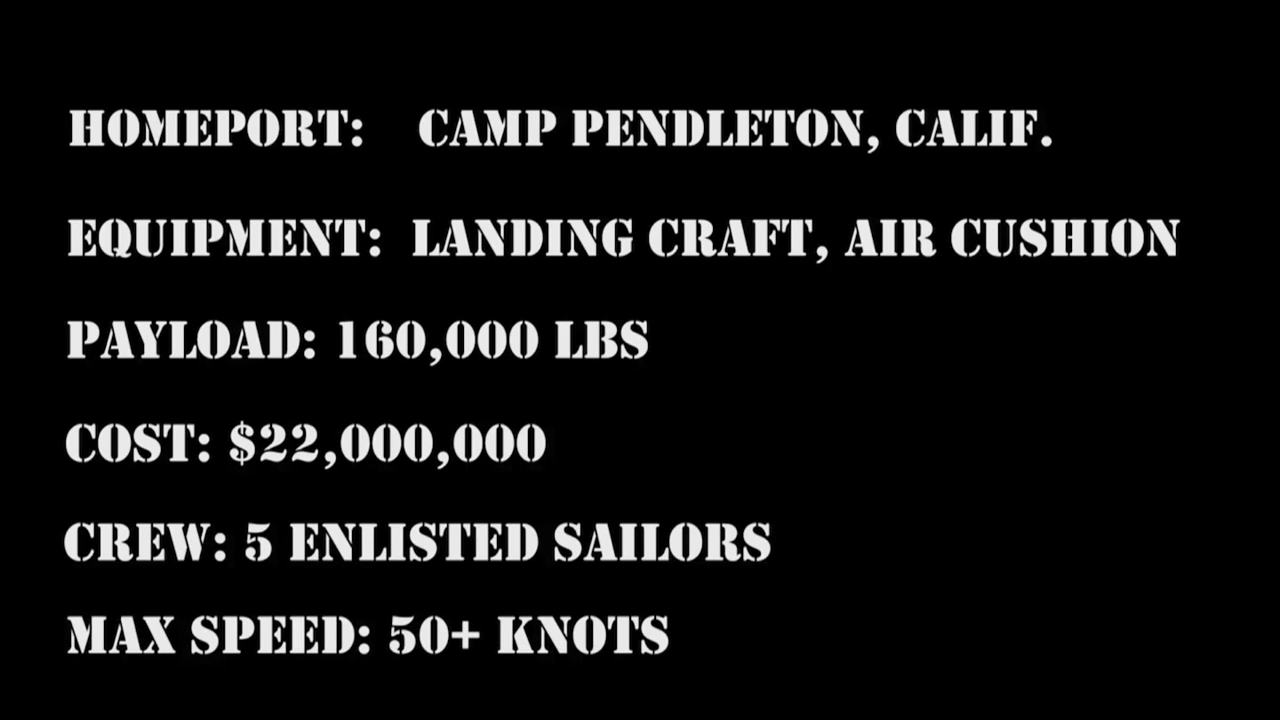 HOMEPORT: CAMP PENDLETON, CALIF.
EQUIPMENT: LANDING CRAFT, AIR CUSHION
PAYLOAD: 160,000 LBS
COST: $22,000,000
CREW: 5 ENLISTED SAILORS
MAX SPEED: 50+ KNOTS